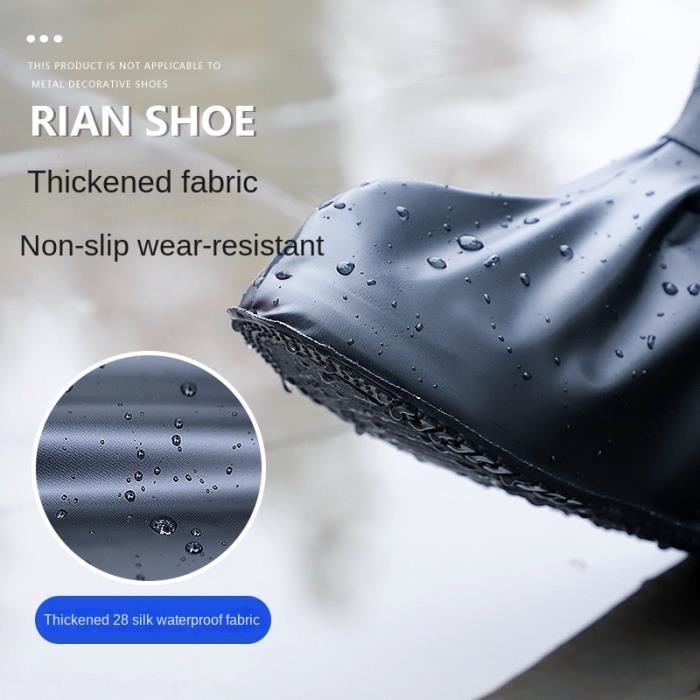 THIS PRODUCT IS NOT APPLICABLE TO
METAL DECORATIVE SHOES
RIAN SHOE
Thickened fabric
Non-slip wear-resistant
Thickened 28 silk waterproof fabric